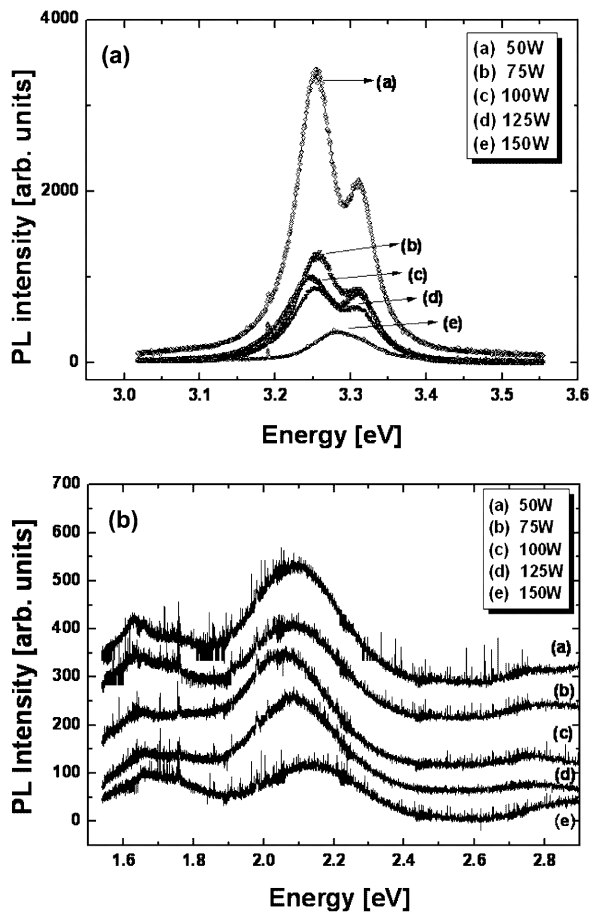 (a)
(a) 50W
(b) 75W
(c) 100W
(d) 125W
(e) 150W
4000
2000
0
PL intensity [arb. units]
(a)
(b)
(c)
(d)
(e)
3.0 3.1 3.2 3.3 3.4 3.5 3.6
Energy [eV]
(b)
(a) 50W
(b) 75W
(c) 100W
(d) 125W
(e) 150W
700
600
500
400
300
200
100
0
PL Intensity [arb. units]
(a)
(b)
(c)
(d)
(e)
1.6 1.8 2.0 2.2 2.4 2.6 2.8
Energy [eV]